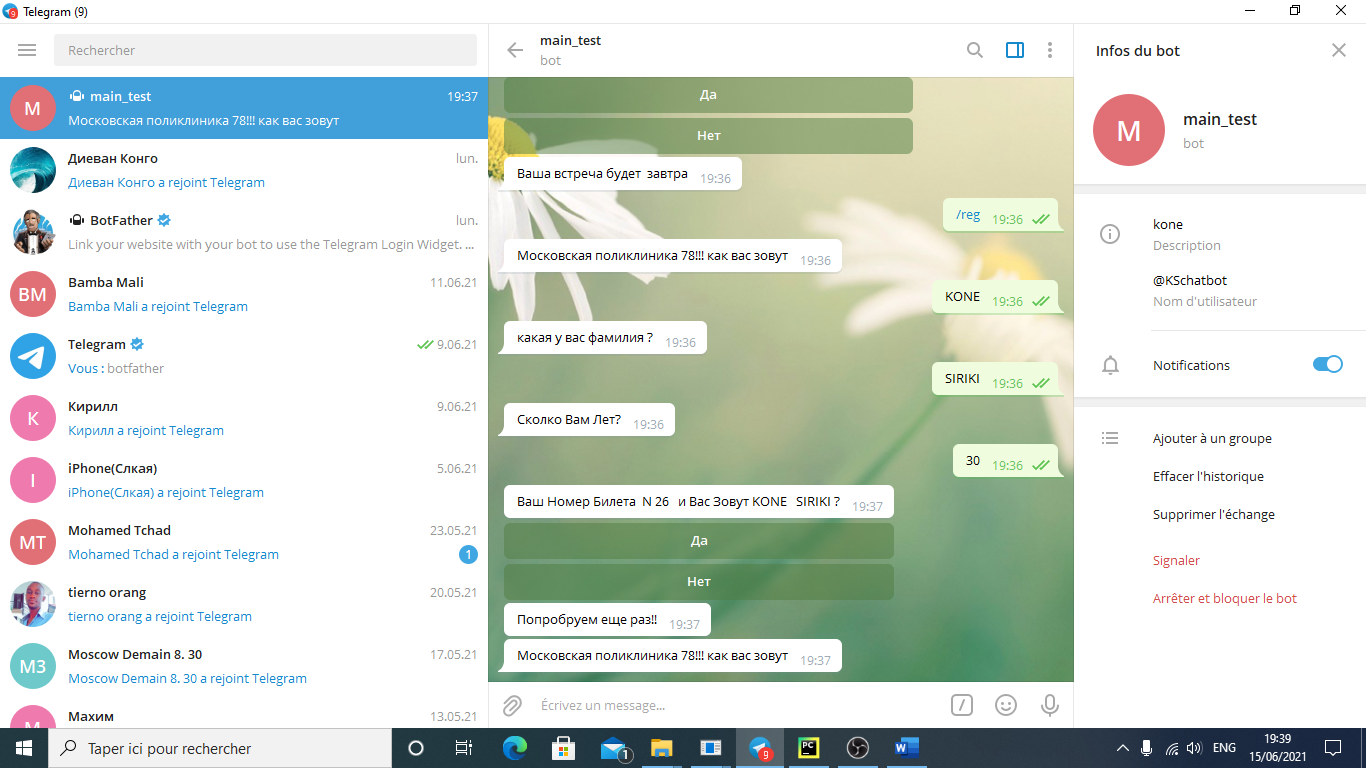 Telegram (9)
Rechercher
main_test
19:37
Московская поликлиника 78!!! как вас зовут
Диеван Конго
lun.
Диеван Конго a rejoint Telegram
BotFather
lun.
Link your website with your bot to use the Telegram Login Widget. ...
BM
Bamba Mali
11.06.21
Bamba Mali a rejoint Telegram
Telegram
9.06.21
Vous : botfather
К
Кирилл
9.06.21
Кирилл a rejoint Telegram
I
iPhone(Слкая)
5.06.21
iPhone(Слкая) a rejoint Telegram
MT
Mohamed Tchad
23.05.21
Mohamed Tchad a rejoint Telegram
1
tierno orang
20.05.21
tierno orang a rejoint Telegram
M3
Moscow Demain 8. 30
17.05.21
Moscow Demain 8. 30 a rejoint Telegram
М
Махим
13.05.21
M
main_test
bot
Да
Нет
Ваша встреча будет завтра 19:36
/reg 19:36
Московская поликлиника 78!!! как вас зовут 19:36
KONE 19:36
какая у вас фамилия ? 19:36
SIRIKI 19:36
Сколко Вам Лет? 19:36
30 19:36
Ваш Номер Билета N 26 и Вас Зовут KONE SIRIKI ? 19:37
Да
Нет
Попробруем еще раз!! 19:37
Московская поликлиника 78!!! как вас зовут 19:37
Écrivez un message...
Infos du bot
M
main_test
bot
kone
Description
@KSchatbot
Nom d'utilisateur
Notifications
Ajouter à un groupe
Effacer l'historique
Supprimer l'échange
Signaler
Arrêter et bloquer le bot
Taper ici pour rechercher
1
9
PC
W
ENG
19:39
15/06/2021